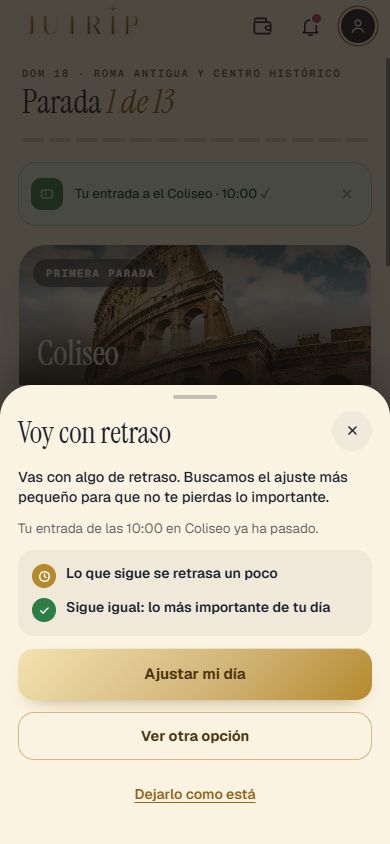 JUTRIP
DOM 18 · ROMA ANTIGUA Y CENTRO HISTÓRICO
Parada 1 de 13
Tu entrada a el Coliseo · 10:00 ✓
PRIMERA PARADA
Coliseo
Voy con retraso
Vas con algo de retraso. Buscamos el ajuste más
pequeño para que no te pierdas lo importante.
Tu entrada de las 10:00 en Coliseo ya ha pasado.
Lo que sigue se retrasa un poco
Sigue igual: lo más importante de tu día
Ajustar mi día
Ver otra opción
Dejarlo como está